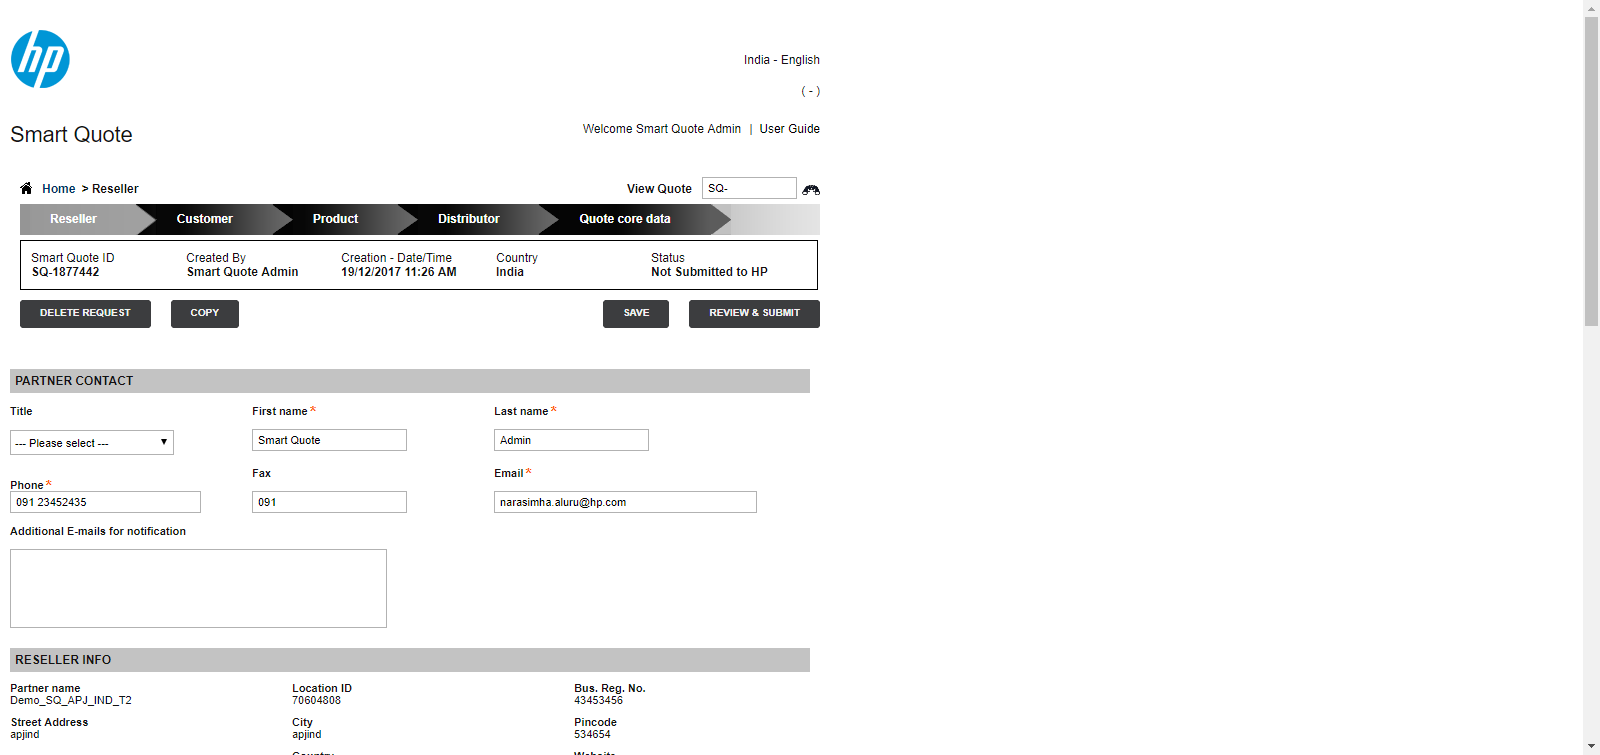 hp
India - English
( - )
Smart Quote
Welcome Smart Quote Admin | User Guide
Home > Reseller
View Quote SQ-
Reseller Customer Product Distributor Quote core data
Smart Quote ID Created By Creation - Date/Time Country Status
SQ-1877442 Smart Quote Admin 19/12/2017 11:26 AM India Not Submitted to HP
DELETE REQUEST COPY SAVE REVIEW & SUBMIT
PARTNER CONTACT
Title First name * Last name *
--- Please select --- Smart Quote Admin
Phone * Fax Email *
091 23452435 091 narasimha.aluru@hp.com
Additional E-mails for notification
RESELLER INFO
Partner name Location ID Bus. Reg. No.
Demo_SQ_APJ_IND_T2 70604808 43453456
Street Address City Pincode
apjind apjind 534654
Country Website